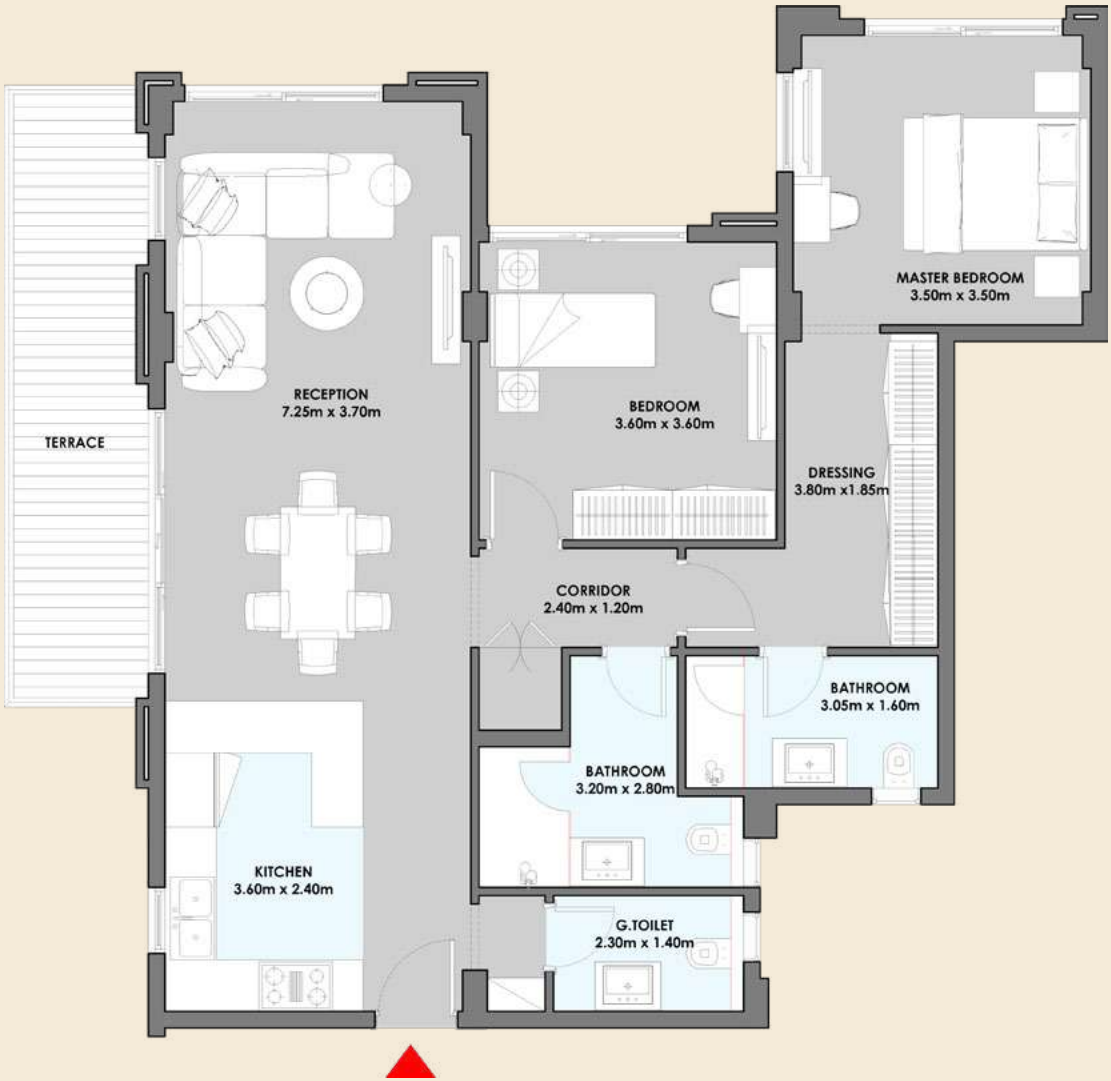 MASTER BEDROOM
3.50m x 3.50m
RECEPTION
7.25m x 3.70m
BEDROOM
3.60m x 3.60m
TERRACE
DRESSING
3.80m x1.85m
CORRIDOR
2.40m x 1.20m
BATHROOM
3.05m x 1.60m
BATHROOM
3.20m x 2.80m
KITCHEN
3.60m x 2.40m
G.TOILET
2.30m x 1.40m